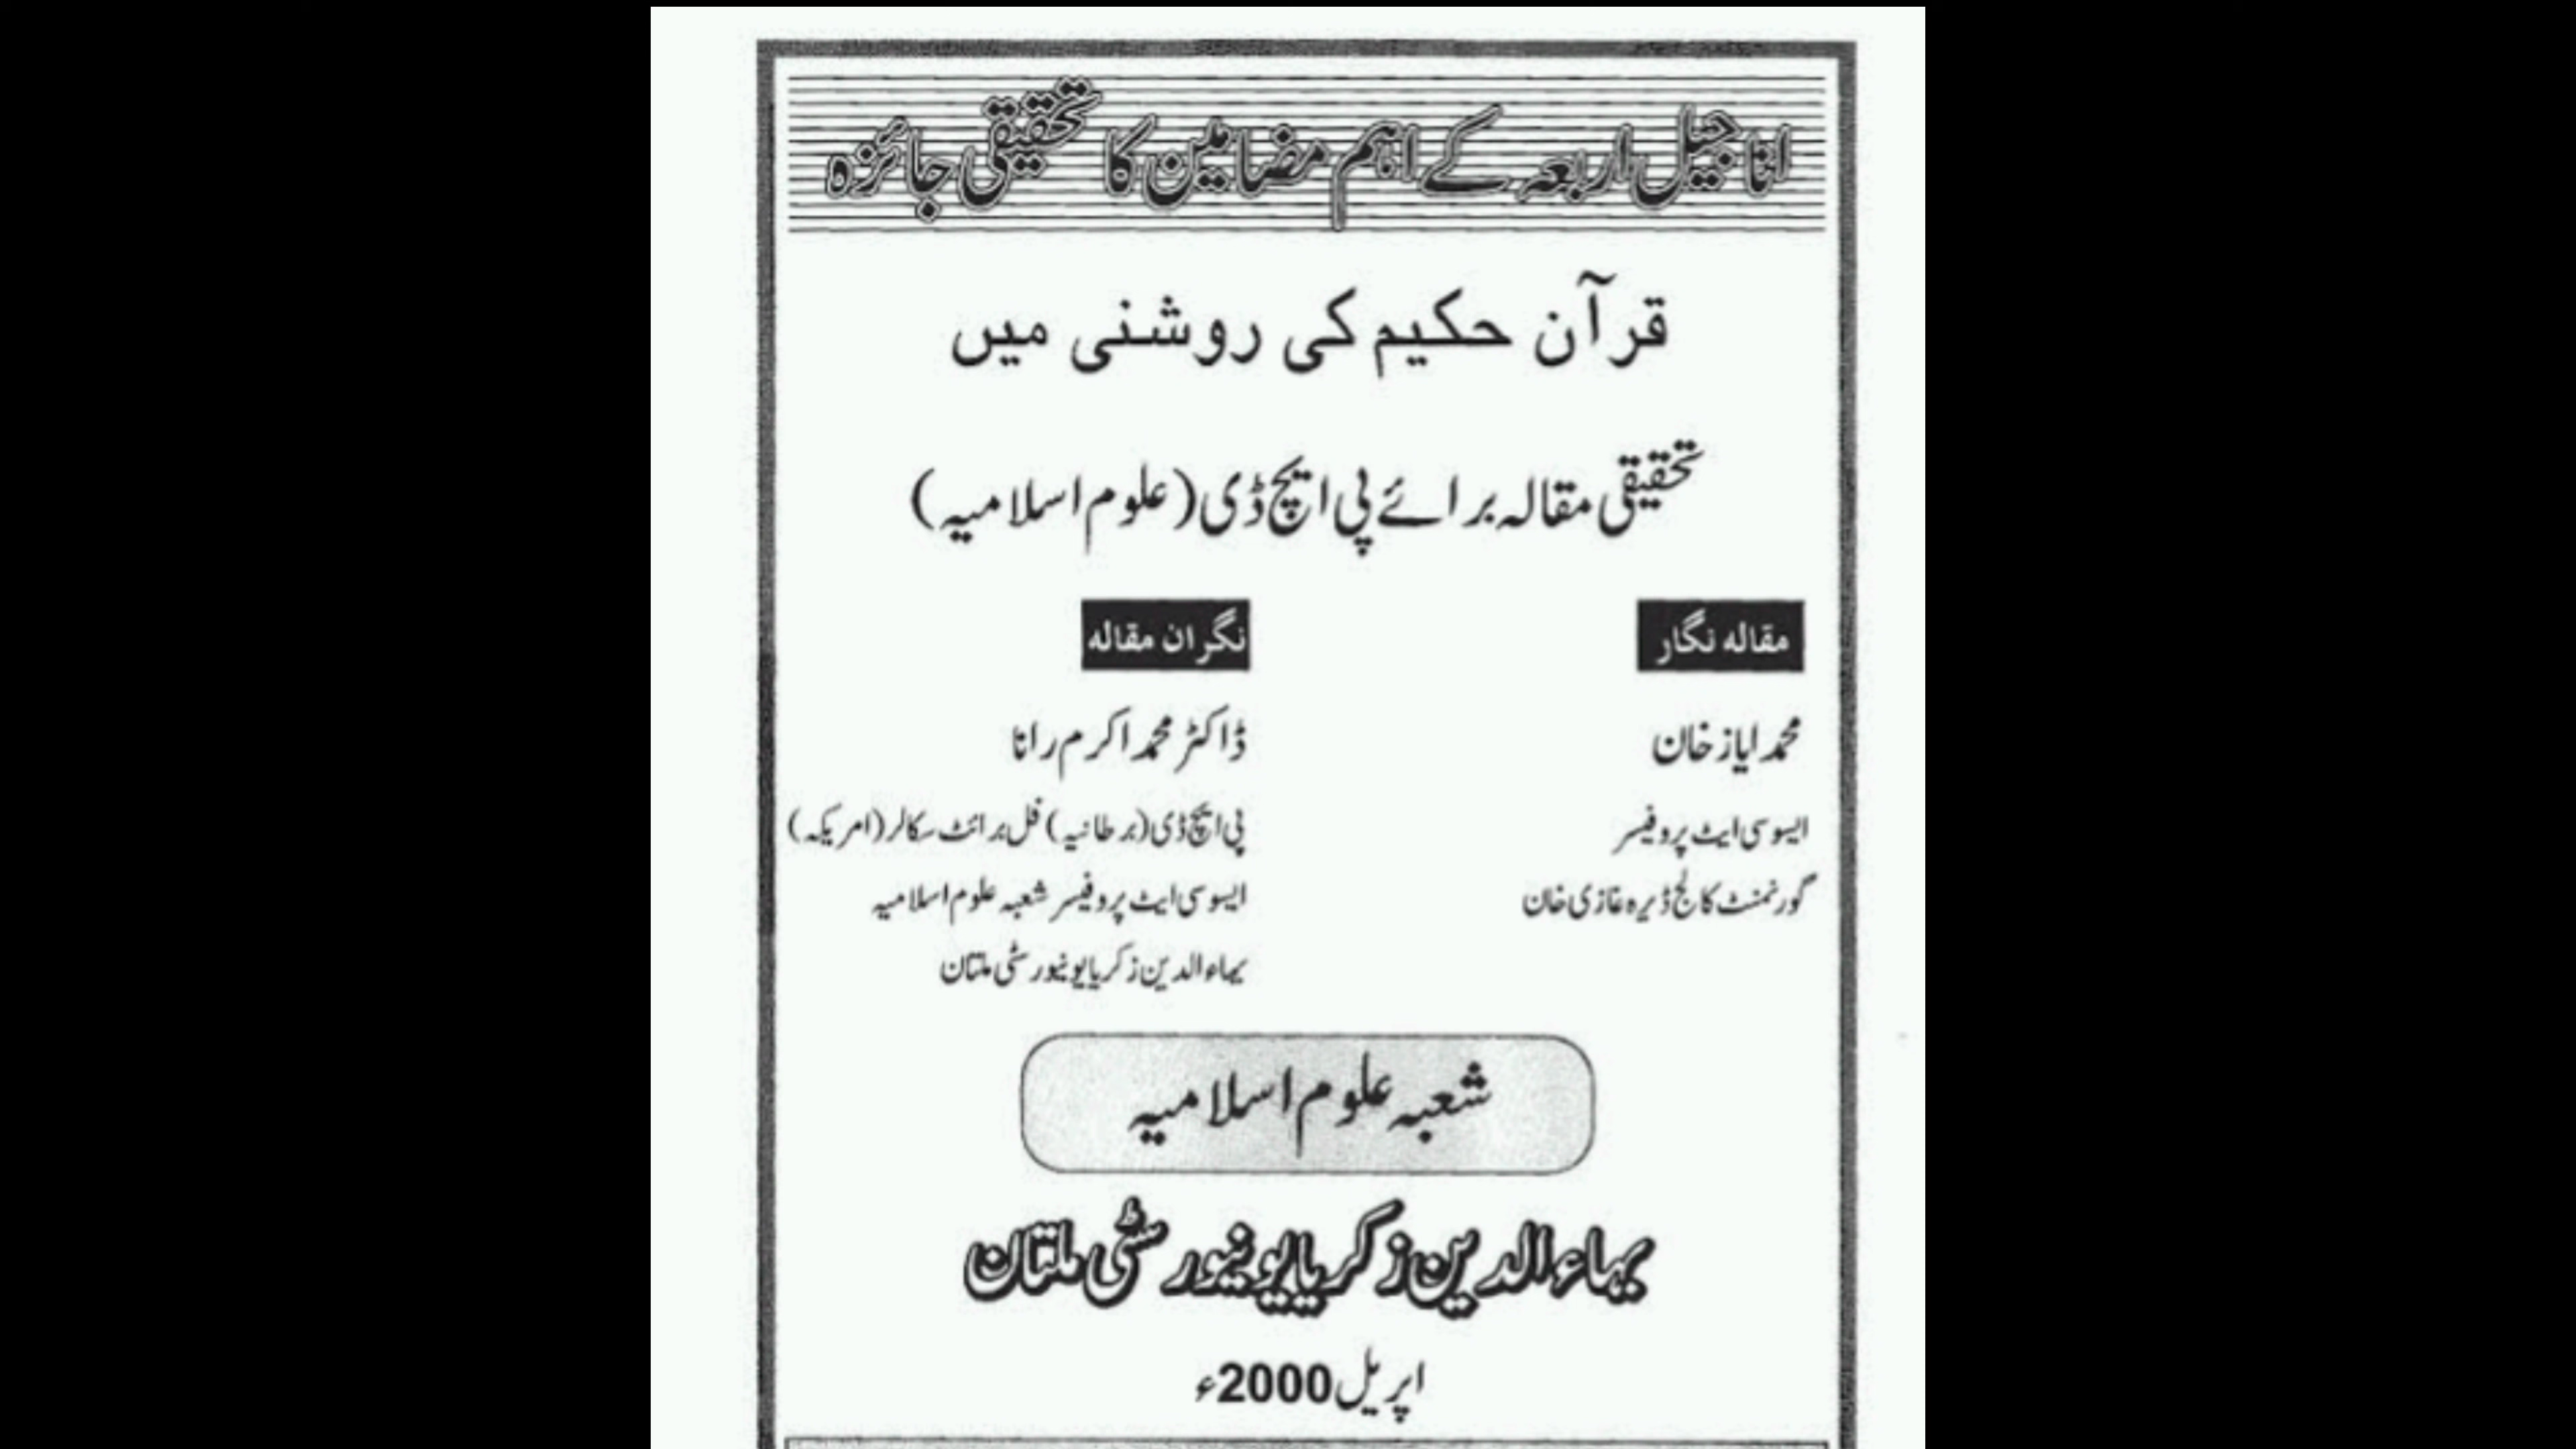 اناجیل اربعہ کے اہم مضامین کا تحقیقی جائزہ
قرآن حکیم کی روشنی میں
تحقیقی مقالہ برائے پی ایچ ڈی (علوم اسلامیہ)
مقالہ نگار
محمد ایاز خان
ایسوسی ایٹ پروفیسر
گورنمنٹ کالج ڈیرہ غازی خان
نگران مقالہ
ڈاکٹر محمد اکرم رانا
پی ایچ ڈی (برطانیہ) فل برائٹ سکالر (امریکہ)
ایسوسی ایٹ پروفیسر شعبہ علوم اسلامیہ
بہاء الدین زکریا یونیورسٹی ملتان
شعبہ علوم اسلامیہ
بہاء الدین زکریا یونیورسٹی ملتان
اپریل 2000ء